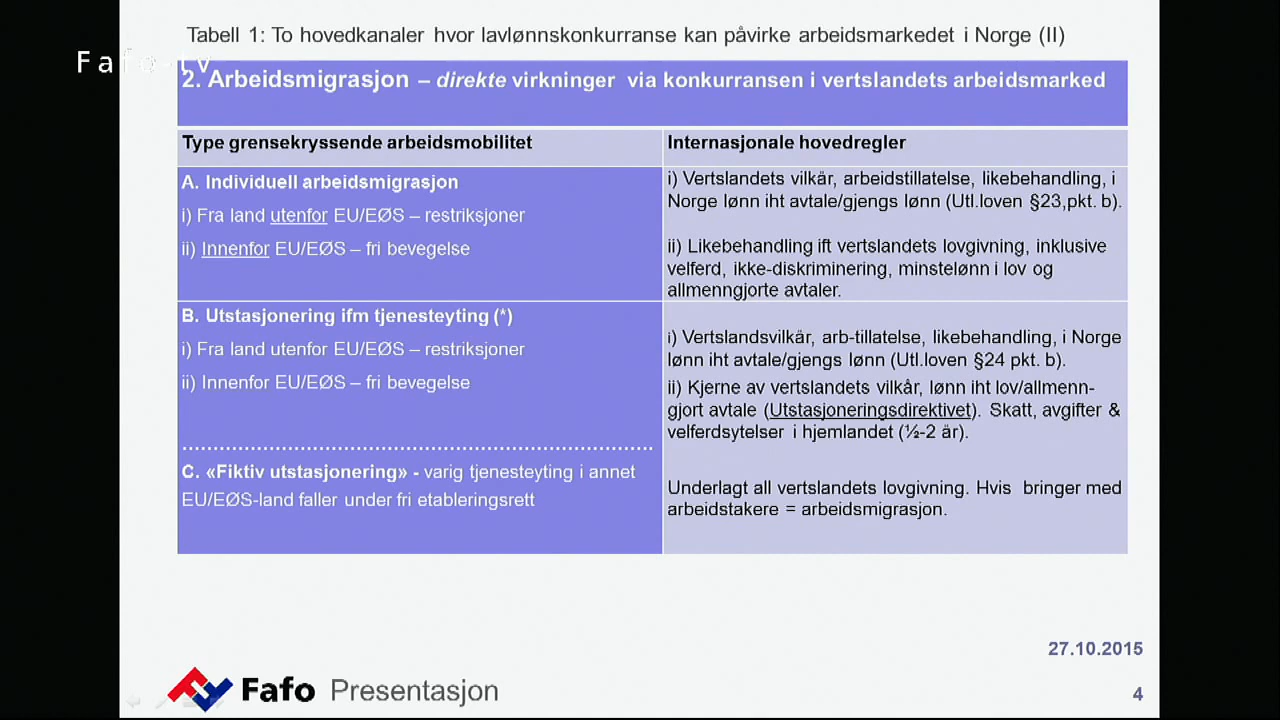 Tabell 1: To hovedkanaler hvor lavlønnskonkurranse kan påvirke arbeidsmarkedet i Norge (II)
Fafo-tv
2. Arbeidsmigrasjon – direkte virkninger via konkurransen i vertslandets arbeidsmarked
Type grensekryssende arbeidsmobilitet
Internasjonale hovedregler
A. Individuell arbeidsmigrasjon
i) Fra land utenfor EU/EØS – restriksjoner
ii) Innenfor EU/EØS – fri bevegelse
i) Vertslandets vilkår, arbeidstillatelse, likebehandling, i
Norge lønn iht avtale/gjengs lønn (Utl.loven §23,pkt. b).
ii) Likebehandling ift vertslandets lovgivning, inklusive
velferd, ikke-diskriminering, minstelønn i lov og
allmenngjorte avtaler.
B. Utstasjonering ifm tjenesteyting (*)
i) Fra land utenfor EU/EØS – restriksjoner
ii) Innenfor EU/EØS – fri bevegelse
i) Vertslandsvilkår, arb-tillatelse, likebehandling, i Norge
lønn iht avtale/gjengs lønn (Utl.loven §24 pkt. b).
ii) Kjerne av vertslandets vilkår, lønn iht lov/allmenn-
gjort avtale (Utstasjoneringsdirektivet). Skatt, avgifter &
velferdsytelser i hjemlandet (½-2 år).
C. «Fiktiv utstasjonering» - varig tjenesteyting i annet
EU/EØS-land faller under fri etableringsrett
Underlagt all vertslandets lovgivning. Hvis bringer med
arbeidstakere = arbeidsmigrasjon.
27.10.2015
Fafo Presentasjon
4